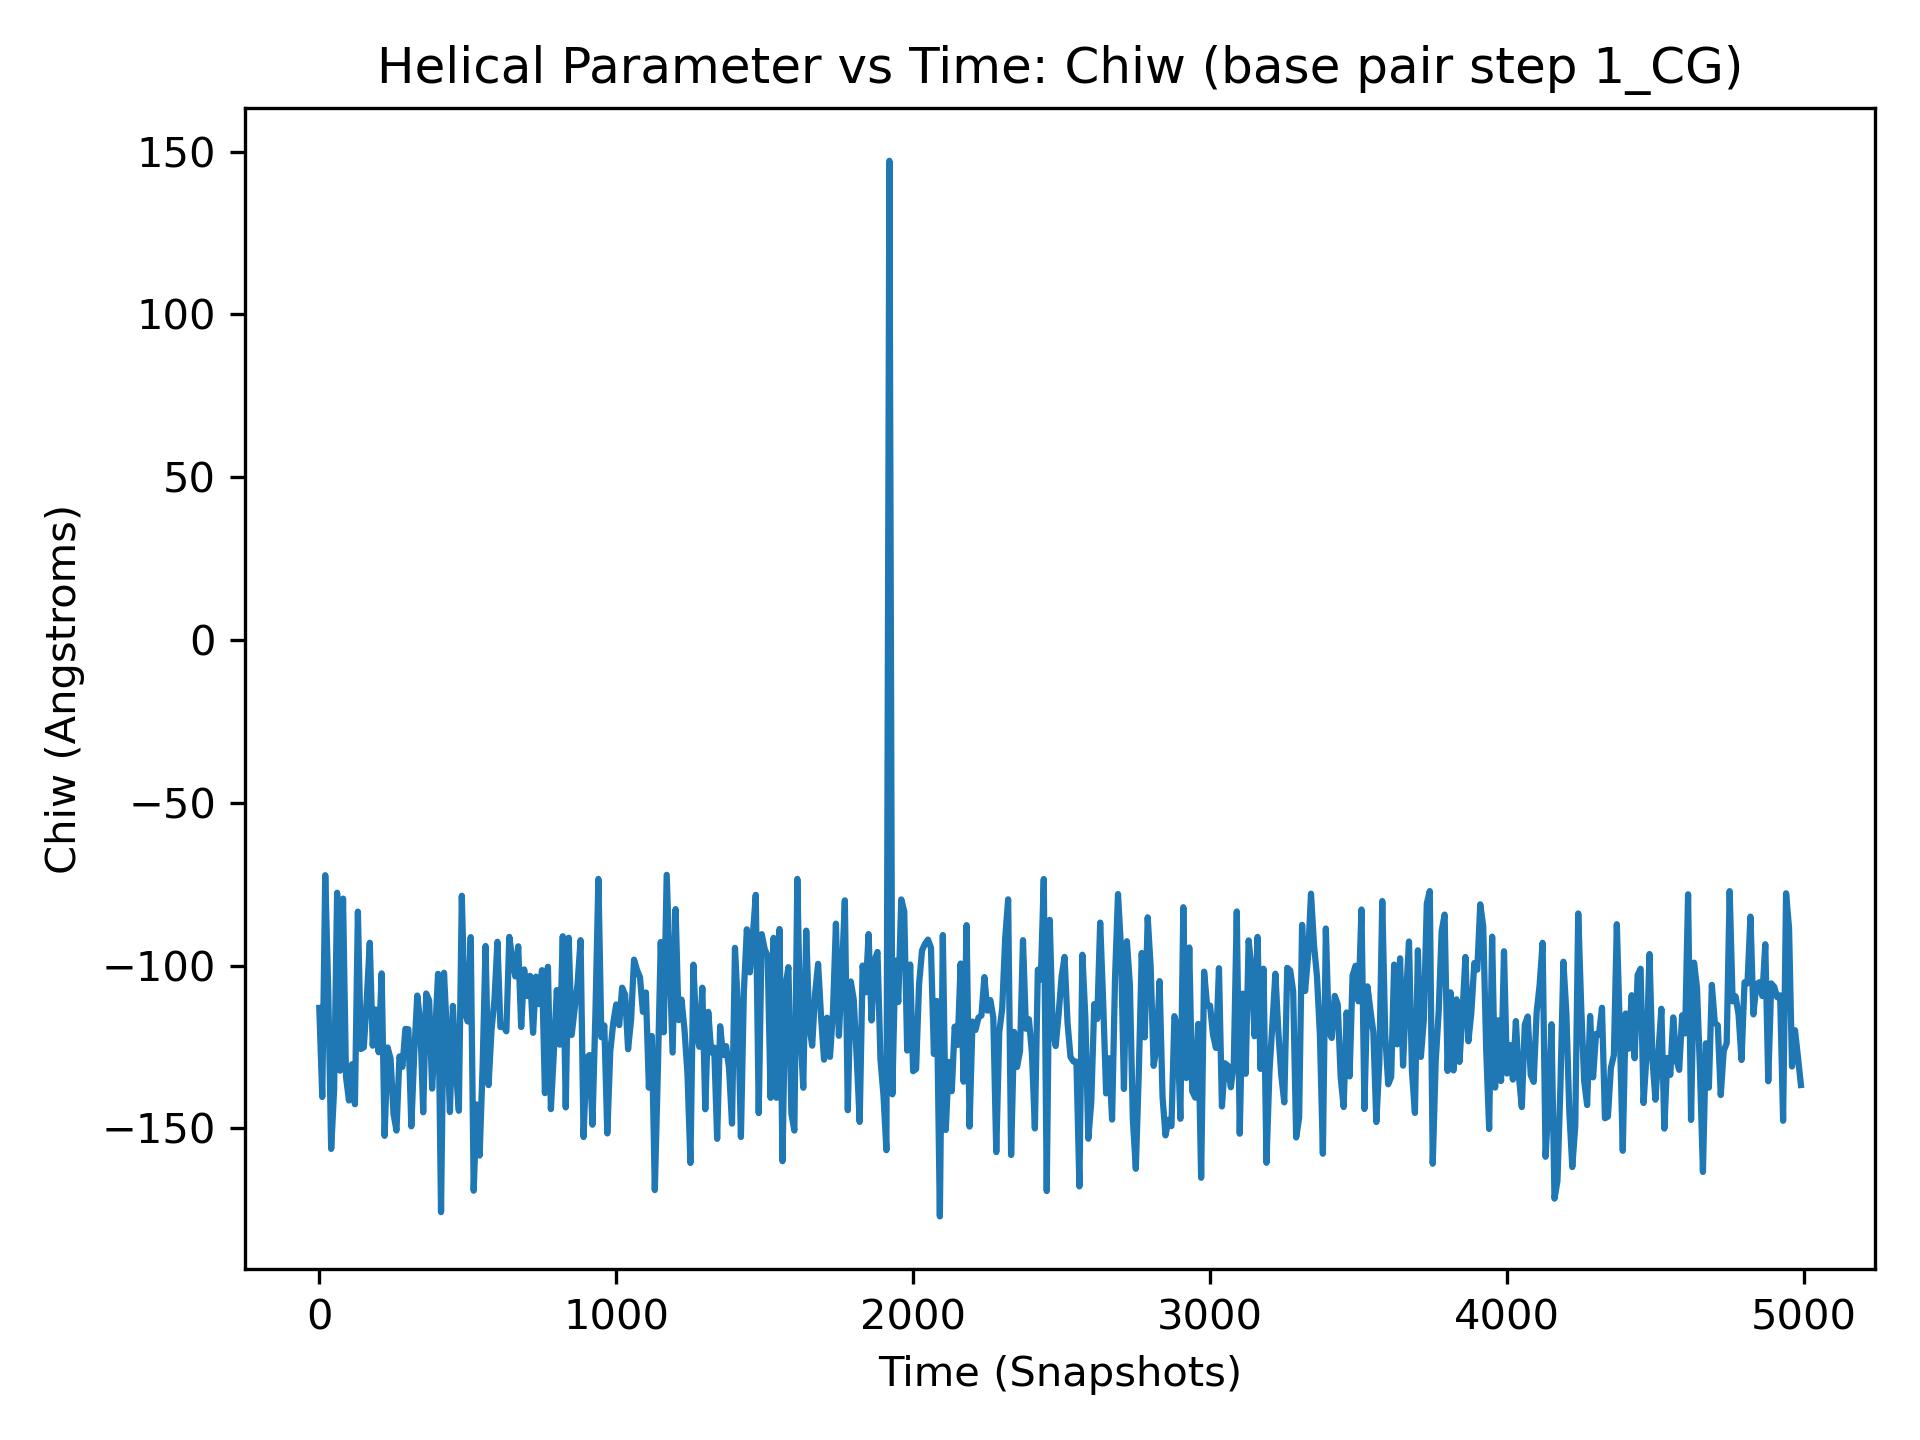 Helical Parameter vs Time: Chiw (base pair step 1_CG)
150
100
50
0
−50
−100
−150
Chiw (Angstroms)
0 1000 2000 3000 4000 5000
Time (Snapshots)